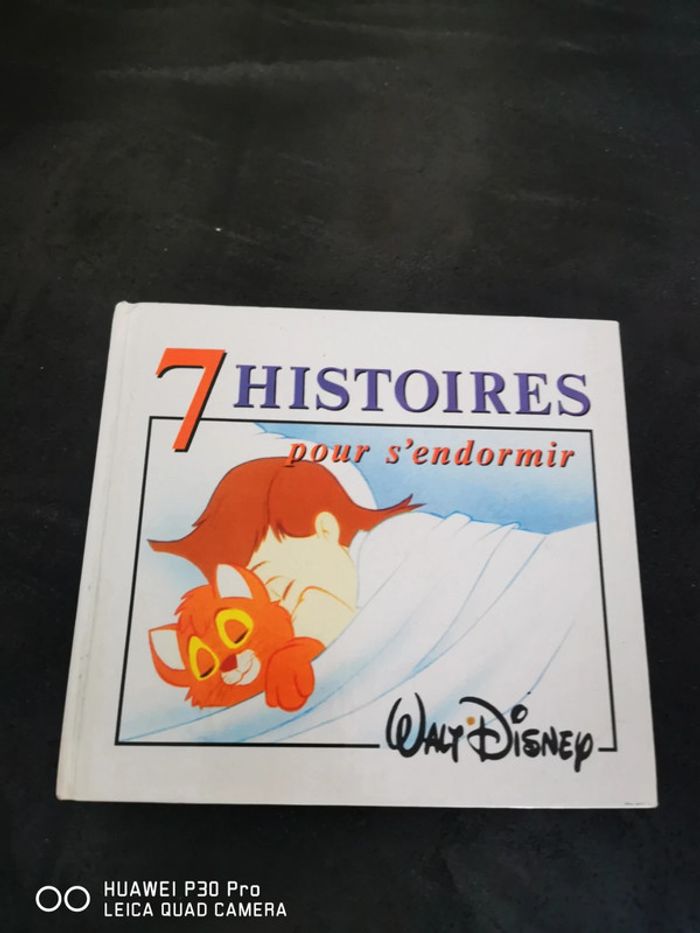 7 HISTOIRES
pour s'endormir
WALT DISNEY
HUAWEI P30 Pro
LEICA QUAD CAMERA